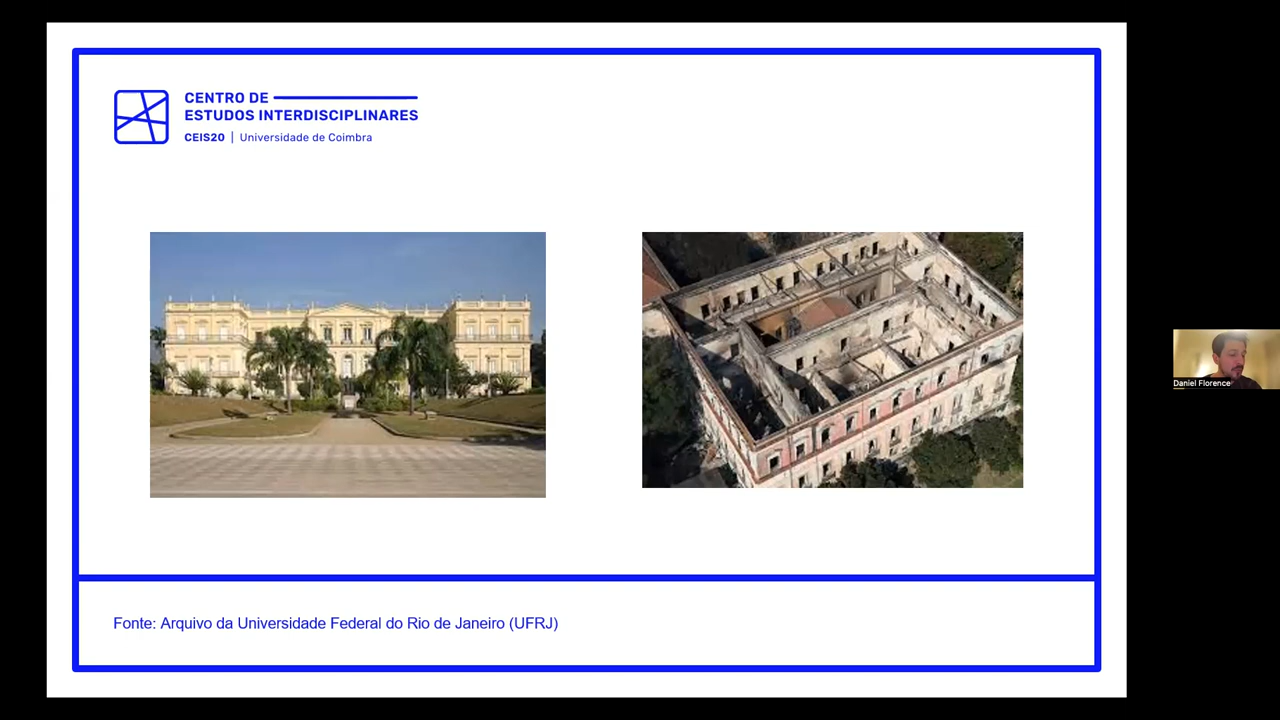 CENTRO DE
ESTUDOS INTERDISCIPLINARES
CEIS20 | Universidade de Coimbra
Daniel Florence
Fonte: Arquivo da Universidade Federal do Rio de Janeiro (UFRJ)